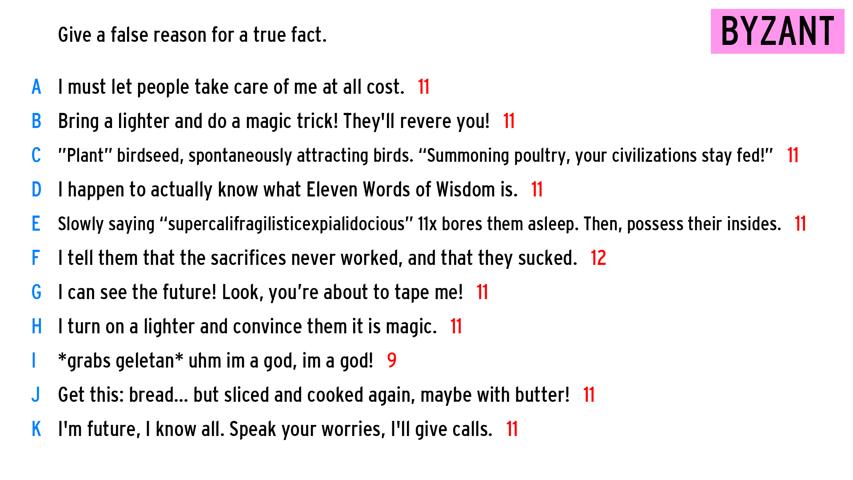 Give a false reason for a true fact.
BYZANT
A I must let people take care of me at all cost. 11
B Bring a lighter and do a magic trick! They'll revere you! 11
C ”Plant” birdseed, spontaneously attracting birds. “Summoning poultry, your civilizations stay fed!” 11
D I happen to actually know what Eleven Words of Wisdom is. 11
E Slowly saying “supercalifragilisticexpialidocious” 11x bores them asleep. Then, possess their insides. 11
F I tell them that the sacrifices never worked, and that they sucked. 12
G I can see the future! Look, you’re about to tape me! 11
H I turn on a lighter and convince them it is magic. 11
I *grabs geletan* uhm im a god, im a god! 9
J Get this: bread... but sliced and cooked again, maybe with butter! 11
K I'm future, I know all. Speak your worries, I'll give calls. 11